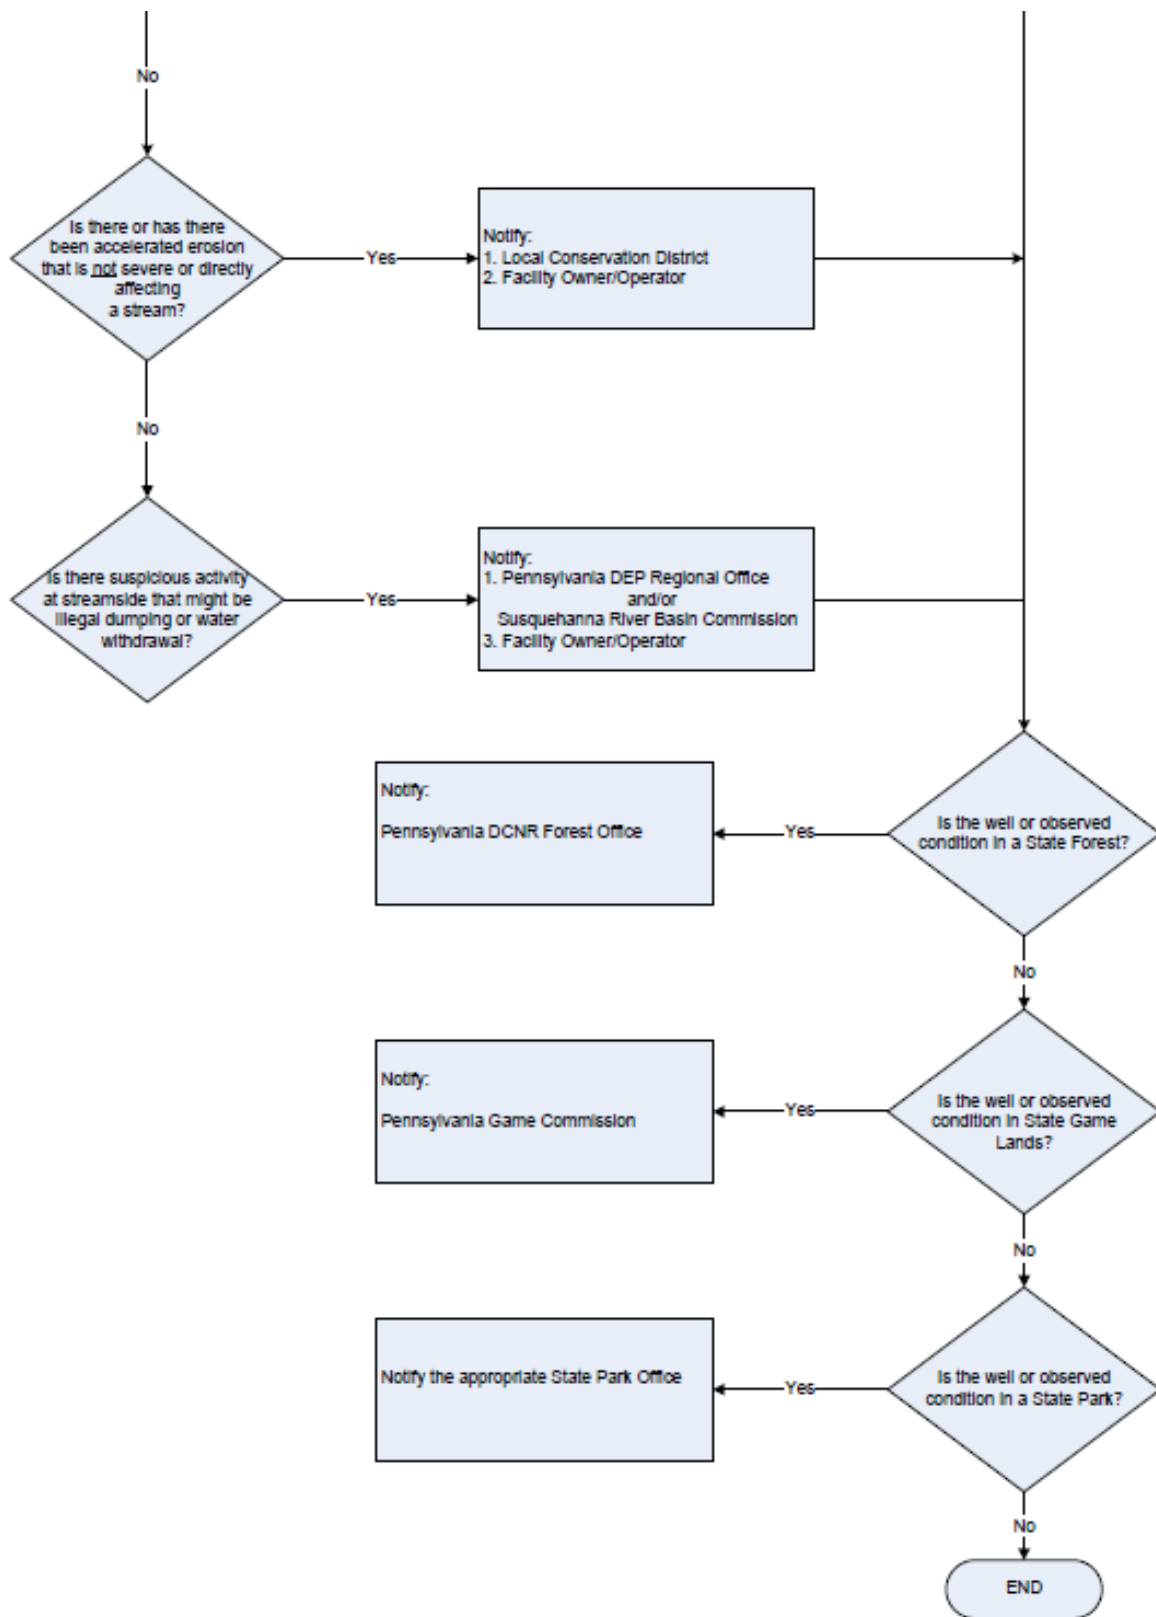 No
Is there or has there
been accelerated erosion
that is not severe or directly
affecting
a stream?
Yes
Notify:
1. Local Conservation District
2. Facility Owner/Operator
No
Is there suspicious activity
at streamside that might be
illegal dumping or water
withdrawal?
Yes
Notify:
1. Pennsylvania DEP Regional Office
and/or
Susquehanna River Basin Commission
3. Facility Owner/Operator
Is the well or observed
condition in a State Forest?
Yes
Notify:
Pennsylvania DCNR Forest Office
No
Is the well or observed
condition in State Game
Lands?
Yes
Notify:
Pennsylvania Game Commission
No
Is the well or observed
condition in a State Park?
Yes
Notify the appropriate State Park Office
No
END